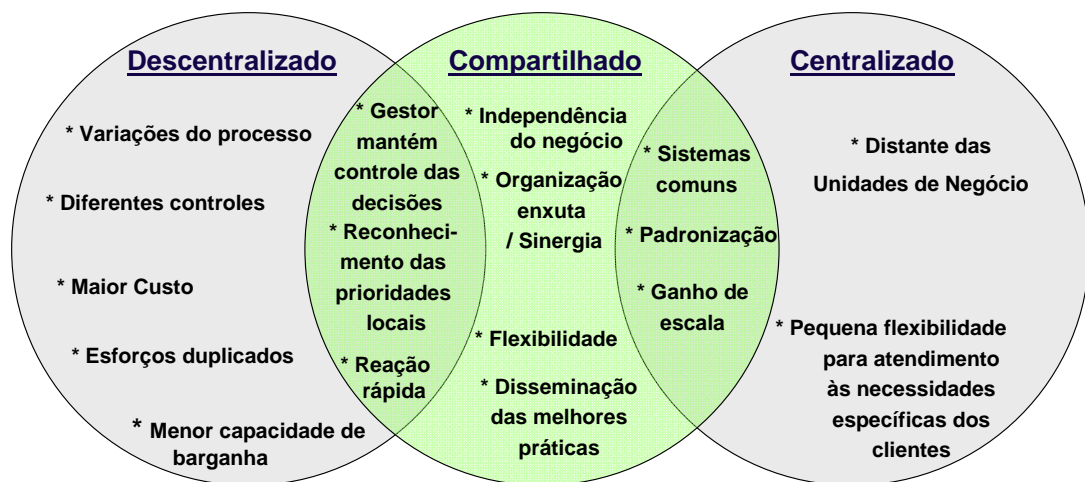 Descentralizado
* Variações do processo
* Diferentes controles
* Maior Custo
* Esforços duplicados
* Menor capacidade de
barganha
* Gestor
mantém
controle das
decisões
* Reconheci-
mento das
prioridades
locais
* Reação
rápida
Compartilhado
* Independência
do negócio
* Organização
enxuta
/ Sinergia
* Flexibilidade
* Disseminação
das melhores
práticas
* Sistemas
comuns
* Padronização
* Ganho de
escala
Centralizado
* Distante das
Unidades de Negócio
* Pequena flexibilidade
para atendimento
às necessidades
específicas dos
clientes